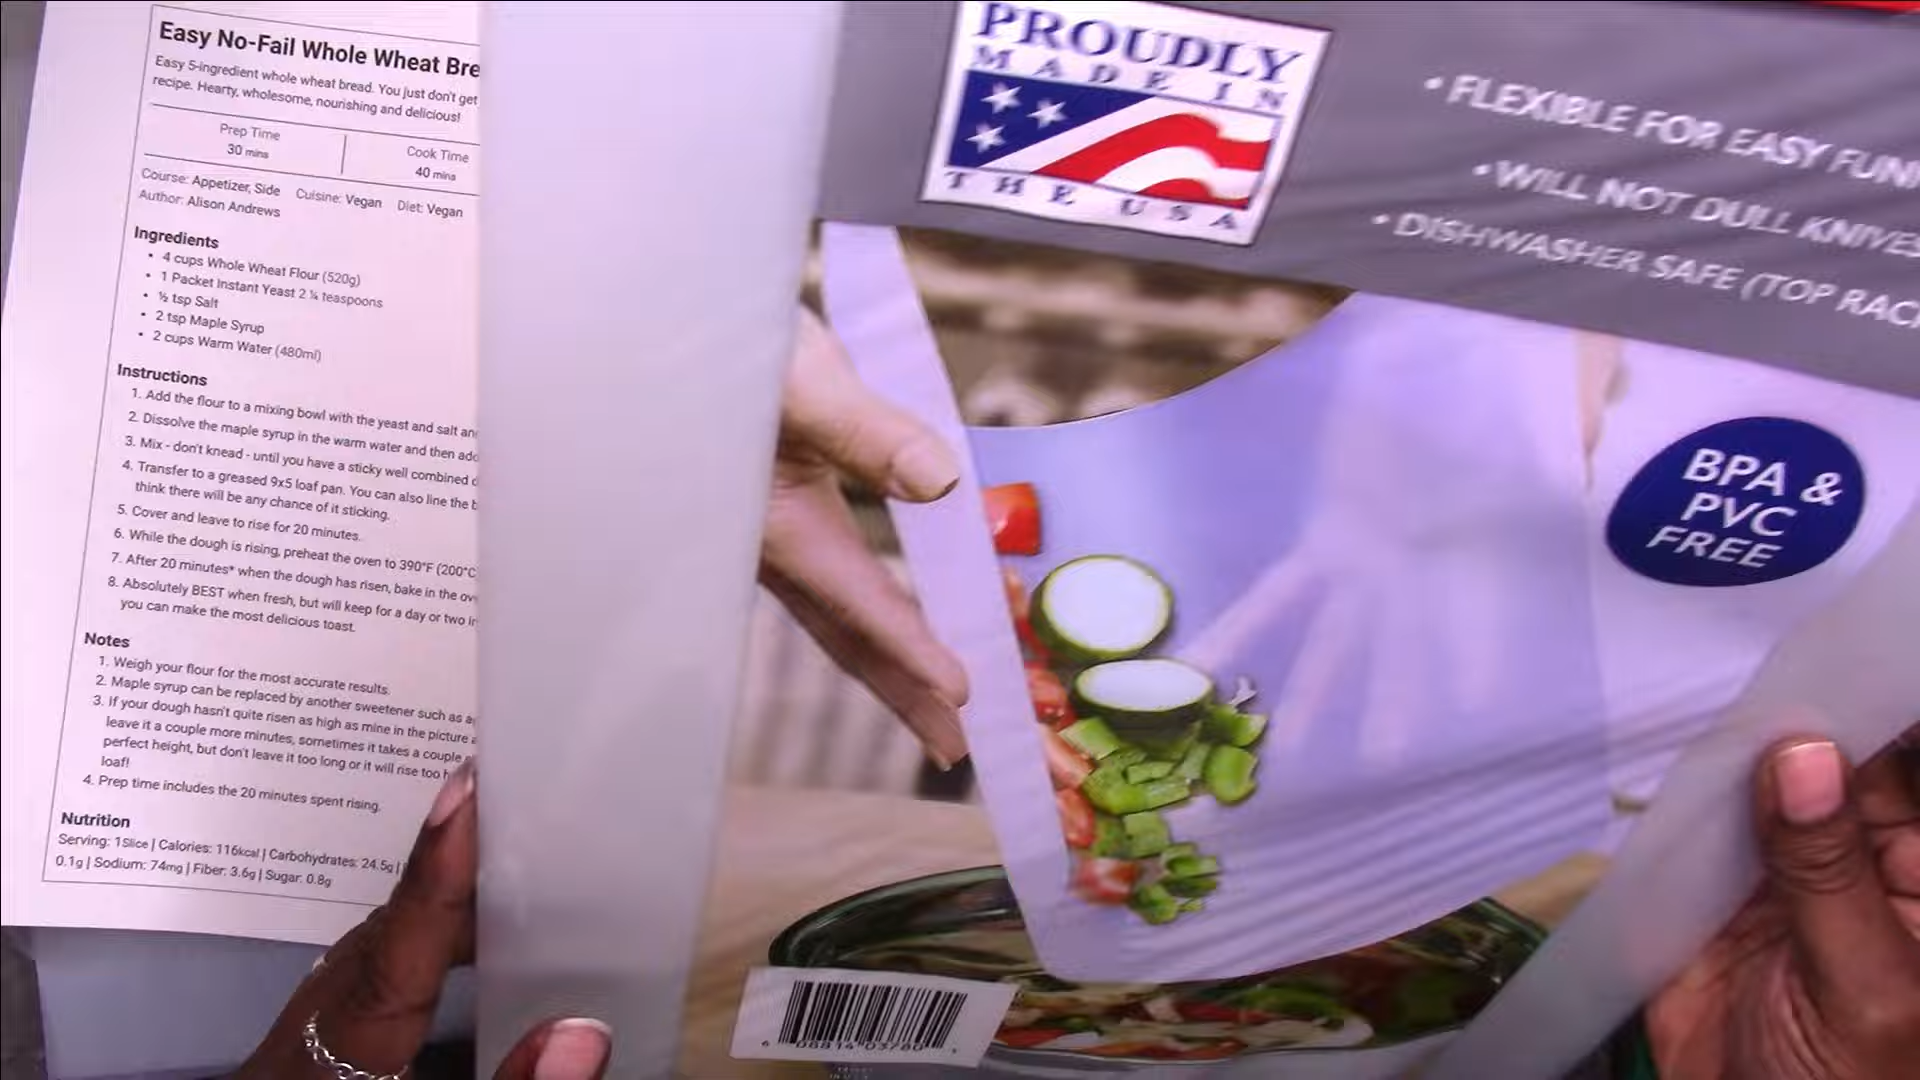 Easy No-Fail Whole Wheat Bre
Easy 5-ingredient whole wheat bread. You just don't get
recipe. Hearty, wholesome, nourishing and delicious!
Prep Time
30 mins
Cook Time
40 mins
Course: Appetizer, Side Cuisine: Vegan Diet: Vegan
Author: Alison Andrews
Ingredients
• 4 cups Whole Wheat Flour (520g)
• 1 Packet Instant Yeast 2 ¼ teaspoons
• ½ tsp Salt
• 2 tsp Maple Syrup
• 2 cups Warm Water (480ml)
Instructions
1. Add the flour to a mixing bowl with the yeast and salt an
2. Dissolve the maple syrup in the warm water and then add
3. Mix - don't knead - until you have a sticky well combined d
4. Transfer to a greased 9x5 loaf pan. You can also line the b
think there will be any chance of it sticking.
5. Cover and leave to rise for 20 minutes.
6. While the dough is rising, preheat the oven to 390°F (200°C
7. After 20 minutes* when the dough has risen, bake in the ov
8. Absolutely BEST when fresh, but will keep for a day or two in
you can make the most delicious toast.
Notes
1. Weigh your flour for the most accurate results.
2. Maple syrup can be replaced by another sweetener such as a
3. If your dough hasn't quite risen as high as mine in the picture
leave it a couple more minutes, sometimes it takes a couple
perfect height, but don't leave it too long or it will rise too h
loaf!
4. Prep time includes the 20 minutes spent rising.
Nutrition
Serving: 1Slice | Calories: 116kcal | Carbohydrates: 24.5g |
0.1g | Sodium: 74mg | Fiber: 3.6g | Sugar: 0.8g
PROUDLY
MADE IN
THE USA
• FLEXIBLE FOR EASY FUN
• WILL NOT DULL KNIVES
• DISHWASHER SAFE (TOP RAC
BPA &
PVC
FREE